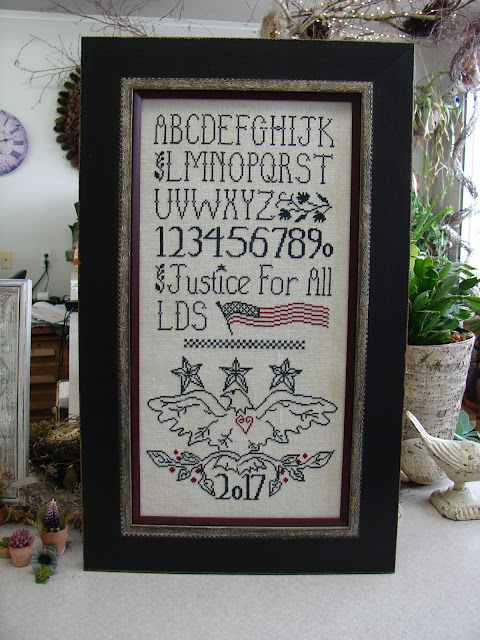 ABCDEFGHIJK
LMNOPQRST
UVWXYZ&
1234567890
Justice For All
LDS
2017